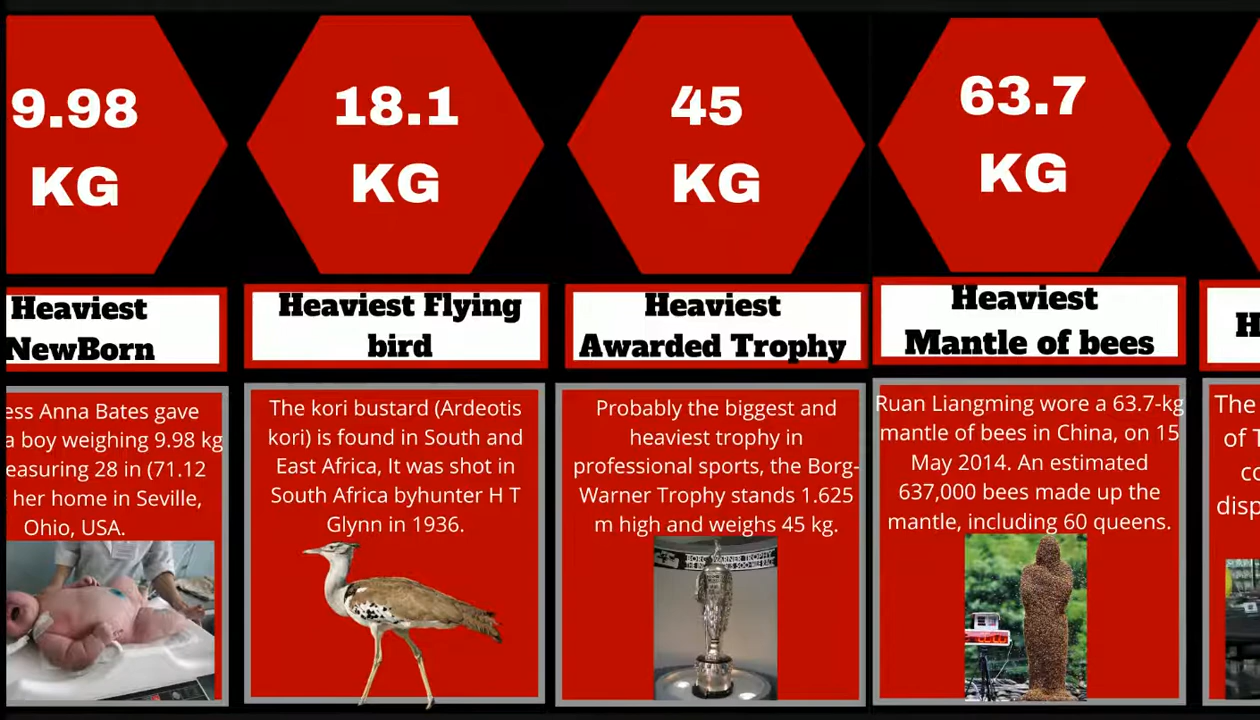 9.98
KG
Heaviest
NewBorn
ess Anna Bates gave
a boy weighing 9.98 kg
easuring 28 in (71.12
her home in Seville,
Ohio, USA.
18.1
KG
Heaviest Flying
bird
The kori bustard (Ardeotis
kori) is found in South and
East Africa, It was shot in
South Africa byhunter H T
Glynn in 1936.
45
KG
Heaviest
Awarded Trophy
Probably the biggest and
heaviest trophy in
professional sports, the Borg-
Warner Trophy stands 1.625
m high and weighs 45 kg.
BORG WARNER TROPHY
63.7
KG
Heaviest
Mantle of bees
Ruan Liangming wore a 63.7-kg
mantle of bees in China, on 15
May 2014. An estimated
637,000 bees made up the
mantle, including 60 queens.
H
The
of T
co
disp